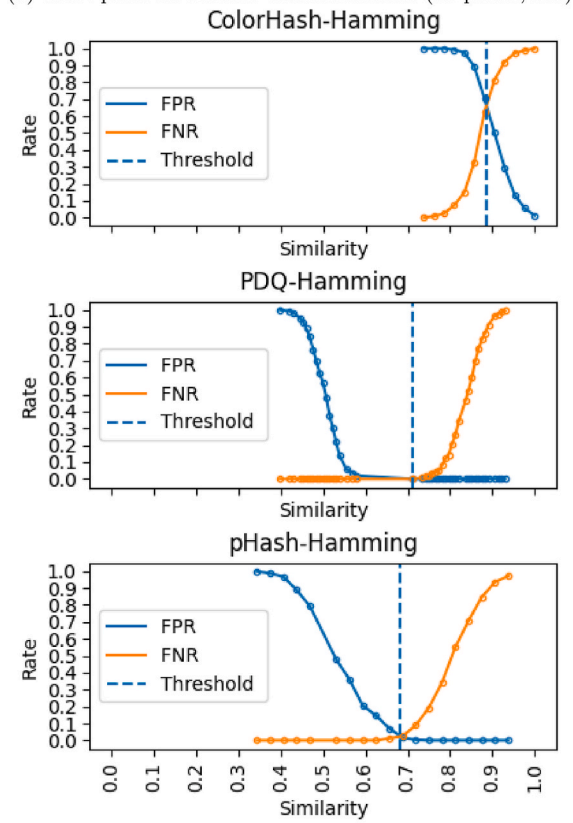 ColorHash-Hamming
1.0
0.9
0.8
0.7
0.6
0.5
0.4
0.3
0.2
0.1
0.0
Rate
FPR
FNR
Threshold
Similarity
PDQ-Hamming
1.0
0.9
0.8
0.7
0.6
0.5
0.4
0.3
0.2
0.1
0.0
Rate
FPR
FNR
Threshold
Similarity
pHash-Hamming
1.0
0.9
0.8
0.7
0.6
0.5
0.4
0.3
0.2
0.1
0.0
Rate
FPR
FNR
Threshold
0.0 0.1 0.2 0.3 0.4 0.5 0.6 0.7 0.8 0.9 1.0
Similarity